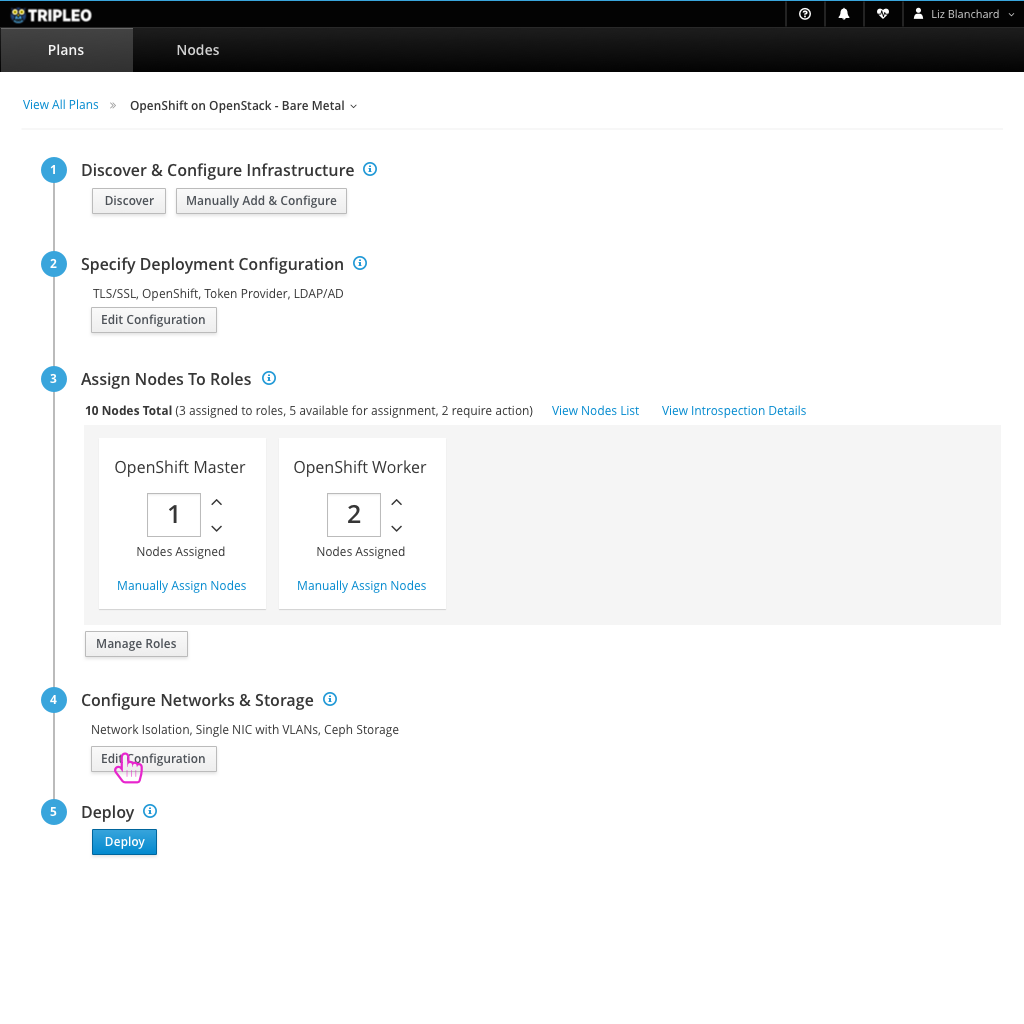 TRIPLEO
Liz Blanchard
Plans Nodes
View All Plans » OpenShift on OpenStack - Bare Metal
1 Discover & Configure Infrastructure
Discover Manually Add & Configure
2 Specify Deployment Configuration
TLS/SSL, OpenShift, Token Provider, LDAP/AD
Edit Configuration
3 Assign Nodes To Roles
10 Nodes Total (3 assigned to roles, 5 available for assignment, 2 require action) View Nodes List View Introspection Details
OpenShift Master OpenShift Worker
1 2
Nodes Assigned Nodes Assigned
Manually Assign Nodes Manually Assign Nodes
Manage Roles
4 Configure Networks & Storage
Network Isolation, Single NIC with VLANs, Ceph Storage
Edit Configuration
5 Deploy
Deploy